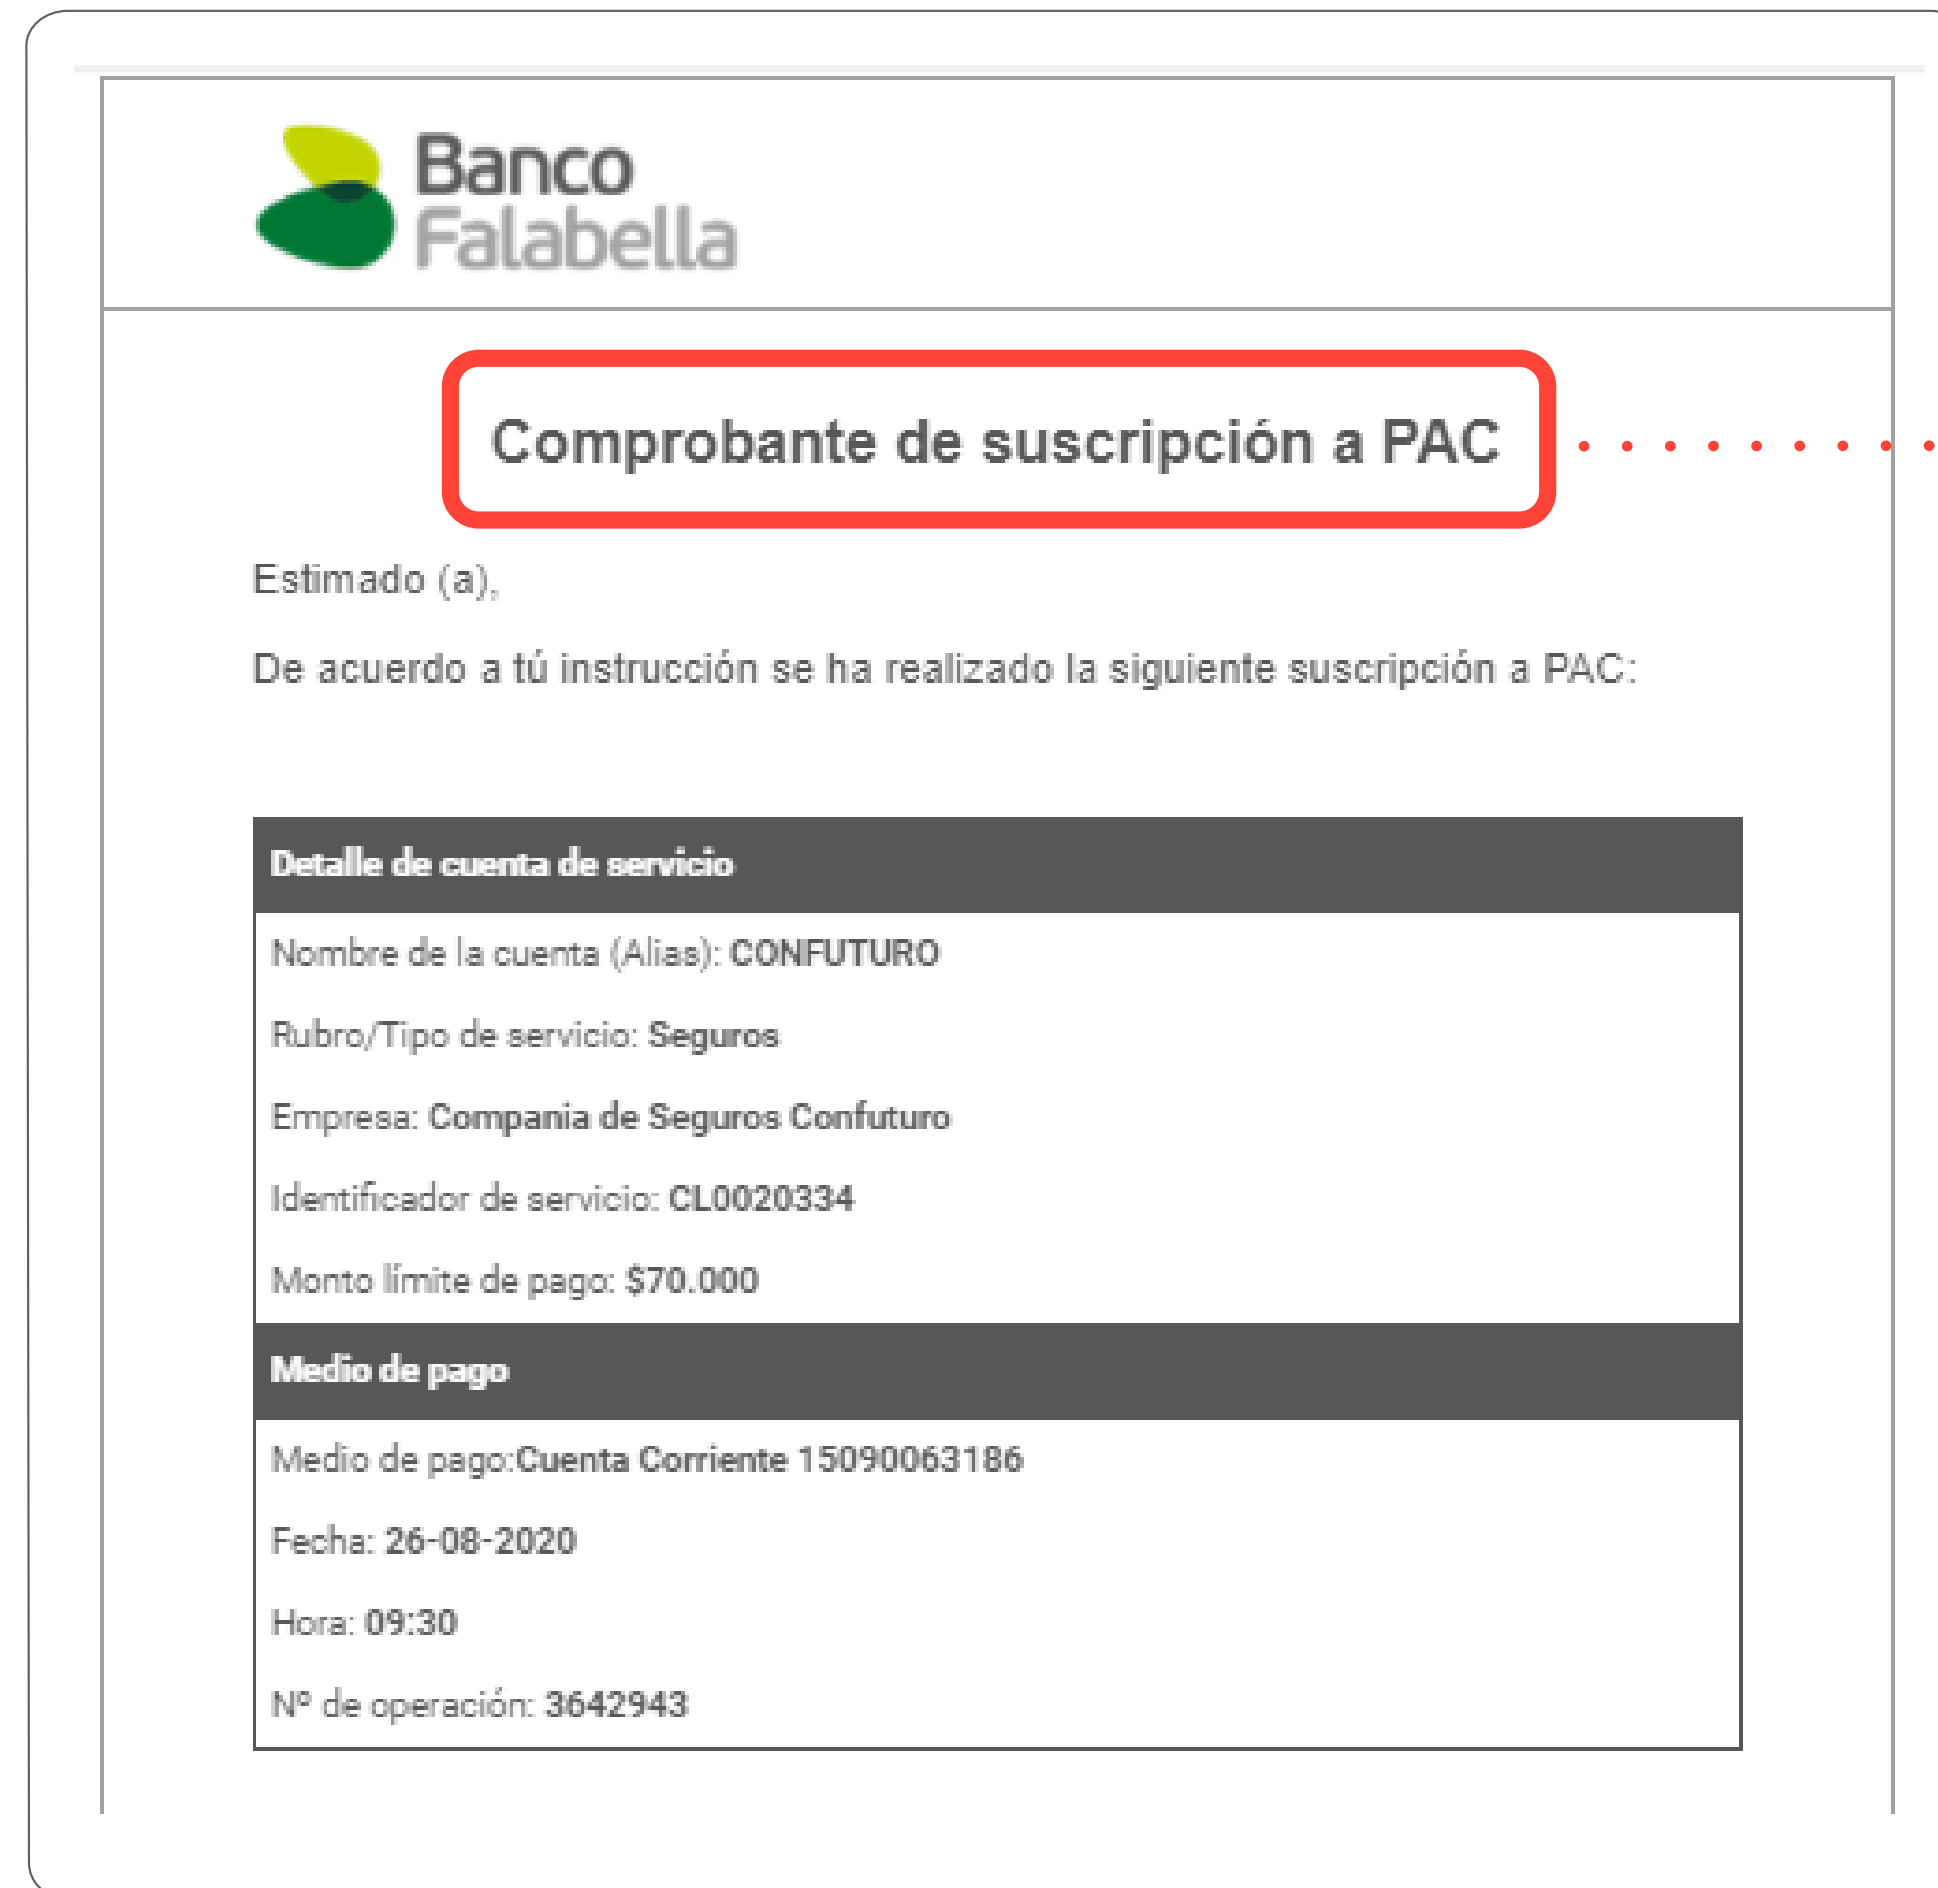 Banco
Falabella
Comprobante de suscripción a PAC
Estimado (a),
De acuerdo a tú instrucción se ha realizado la siguiente suscripción a PAC:
Detalle de cuenta de servicio
Nombre de la cuenta (Alias): CONFUTURO
Rubro/Tipo de servicio: Seguros
Empresa: Compania de Seguros Confuturo
Identificador de servicio: CL0020334
Monto límite de pago: $70.000
Medio de pago
Medio de pago:Cuenta Corriente 15090063186
Fecha: 26-08-2020
Hora: 09:30
Nº de operación: 3642943